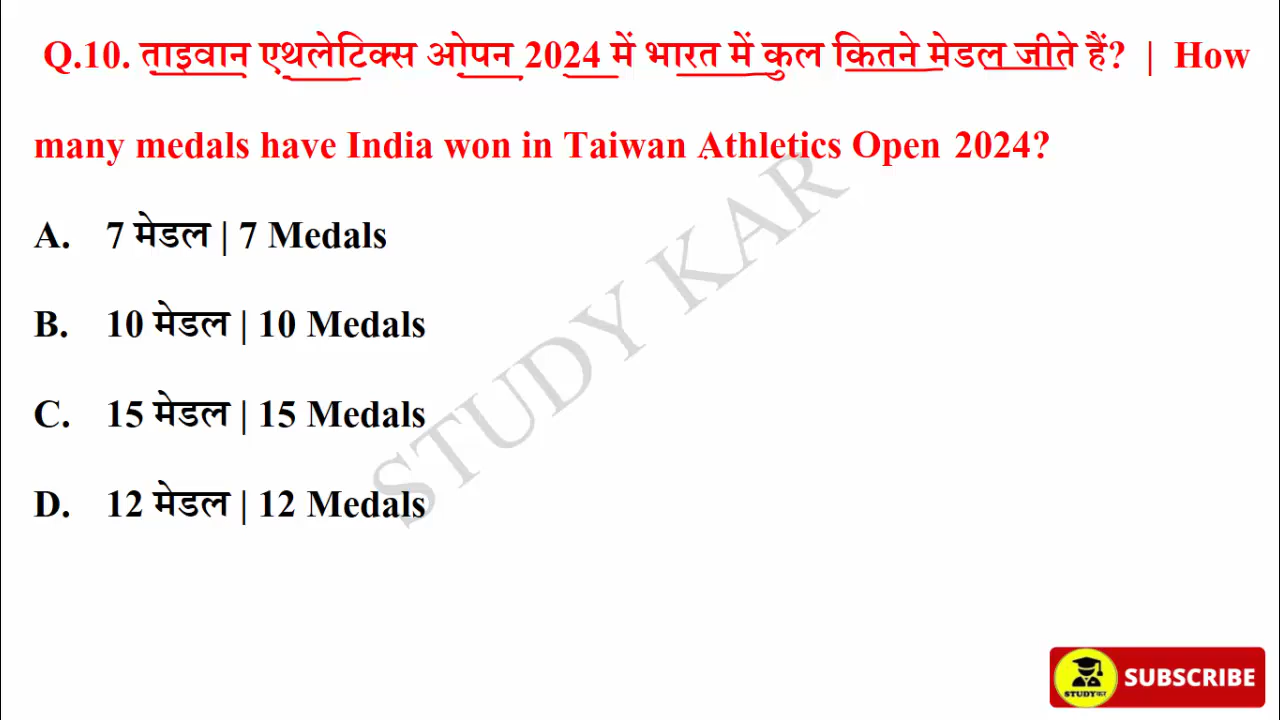 Q.10. ताइवान एथलेटिक्स ओपन 2024 में भारत में कुल कितने मेडल जीते हैं? | How
many medals have India won in Taiwan Athletics Open 2024?
A. 7 मेडल | 7 Medals
B. 10 मेडल | 10 Medals
C. 15 मेडल | 15 Medals
D. 12 मेडल | 12 Medals
STUDY KAR
STUDYकर
SUBSCRIBE